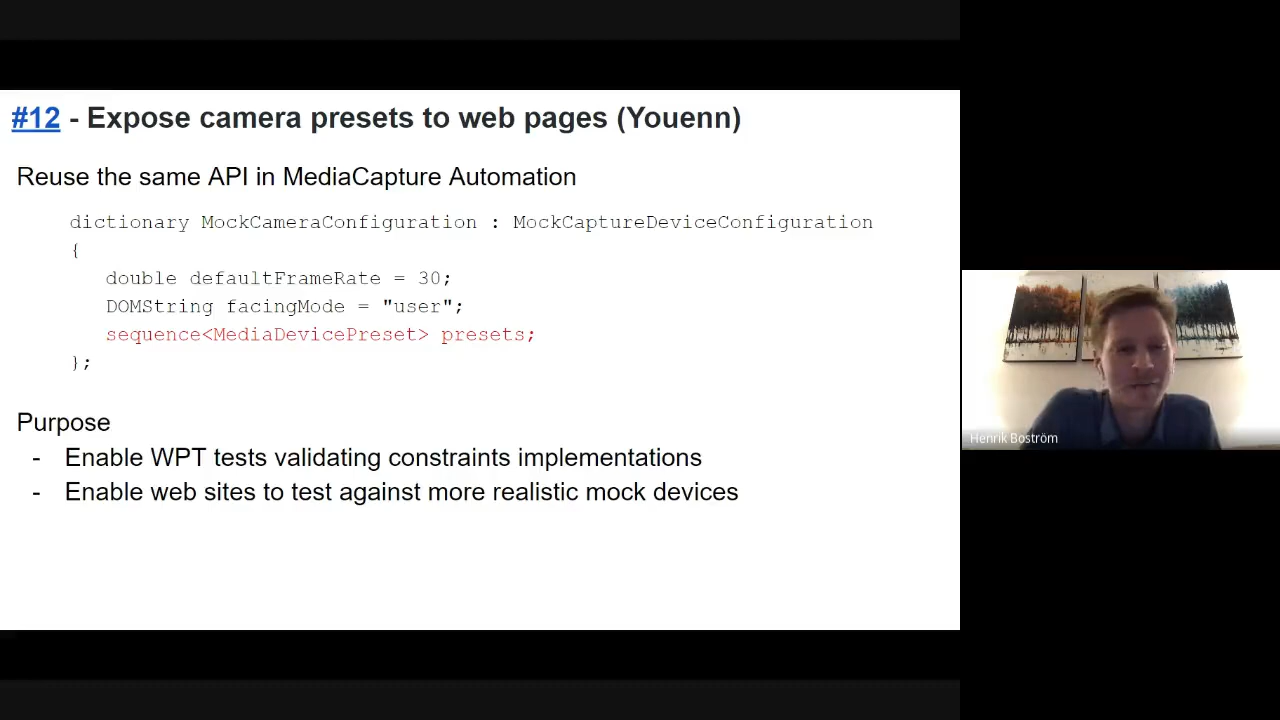 #12 - Expose camera presets to web pages (Youenn)
Reuse the same API in MediaCapture Automation
dictionary MockCameraConfiguration : MockCaptureDeviceConfiguration
{
double defaultFrameRate = 30;
DOMString facingMode = "user";
sequence<MediaDevicePreset> presets;
};
Purpose
- Enable WPT tests validating constraints implementations
- Enable web sites to test against more realistic mock devices
Henrik Boström